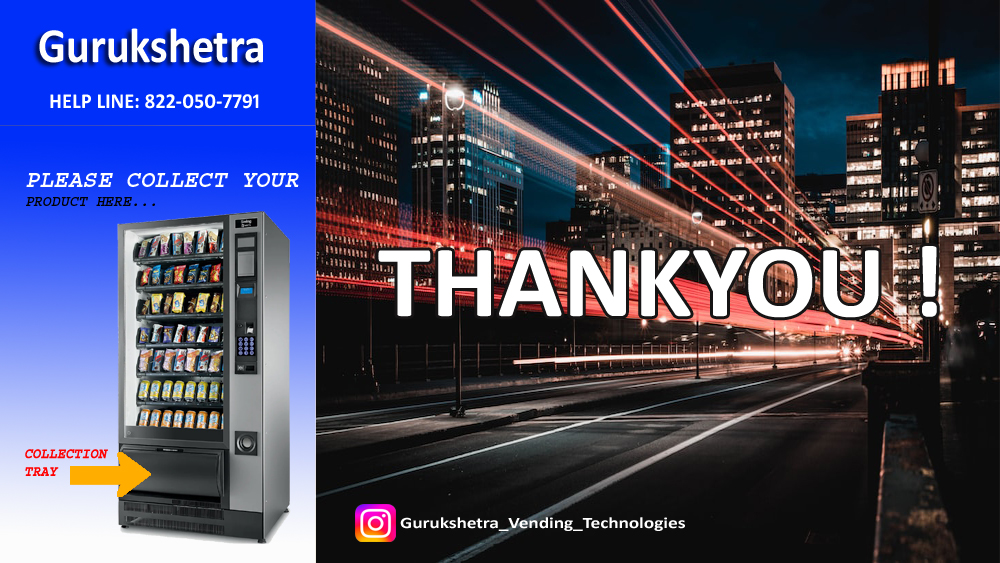 Gurukshetra
HELP LINE: 822-050-7791
PLEASE COLLECT YOUR
PRODUCT HERE...
COLLECTION
TRAY
THANKYOU !
Gurukshetra_Vending_Technologies